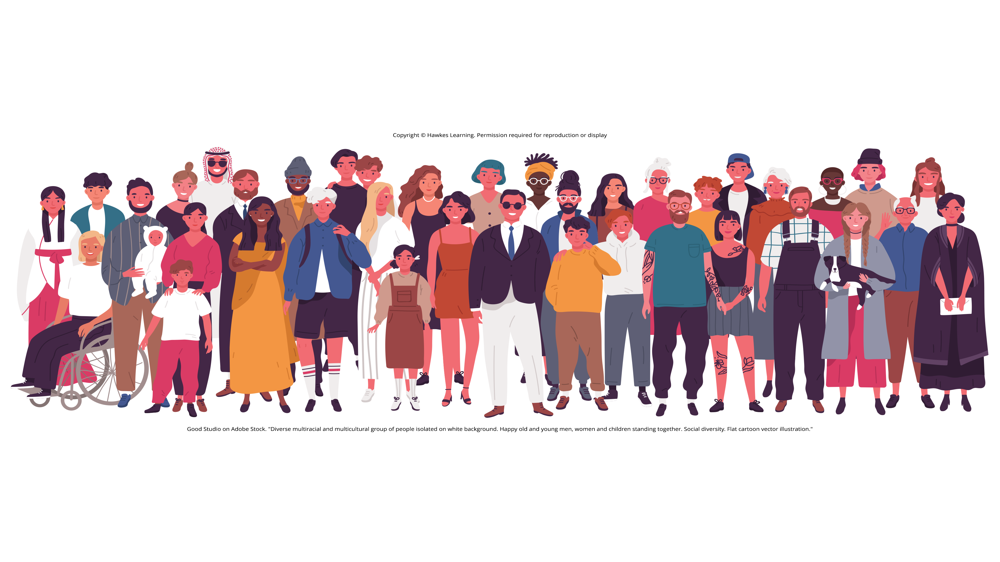 Copyright © Hawkes Learning. Permission required for reproduction or display
Good Studio on Adobe Stock. "Diverse multiracial and multicultural group of people isolated on white background. Happy old and young men, women and children standing together. Social diversity. Flat cartoon vector illustration."